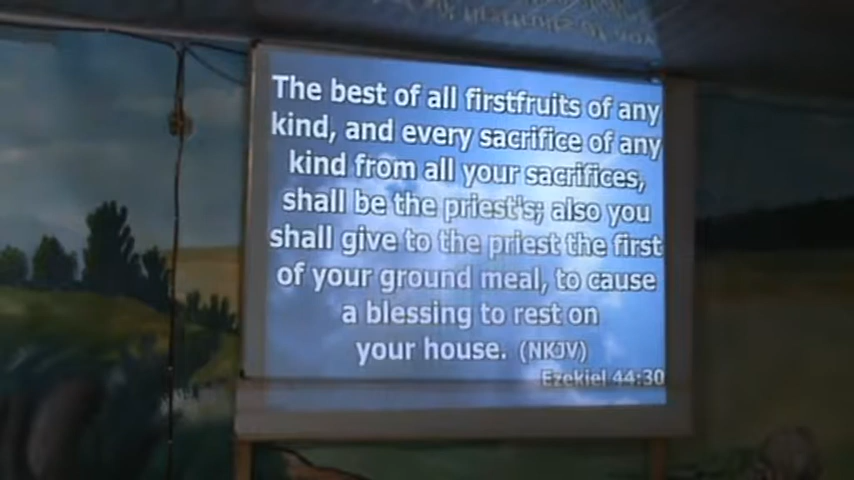 The best of all firstfruits of any
kind, and every sacrifice of any
kind from all your sacrifices,
shall be the priest's; also you
shall give to the priest the first
of your ground meal, to cause
a blessing to rest on
your house. (NKJV)
Ezekiel 44:30